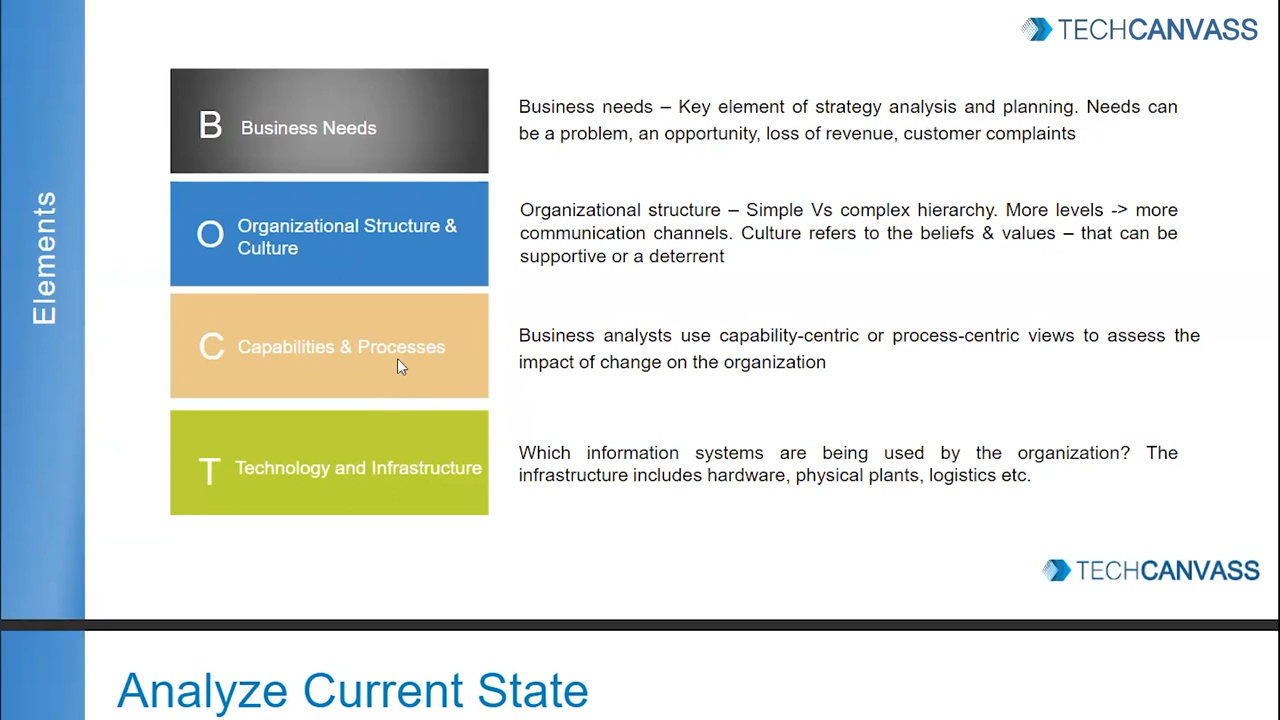 TECHCANVASS
Elements
B Business Needs
Business needs – Key element of strategy analysis and planning. Needs can
be a problem, an opportunity, loss of revenue, customer complaints
O Organizational Structure &
Culture
Organizational structure – Simple Vs complex hierarchy. More levels -> more
communication channels. Culture refers to the beliefs & values – that can be
supportive or a deterrent
C Capabilities & Processes
Business analysts use capability-centric or process-centric views to assess the
impact of change on the organization
T Technology and Infrastructure
Which information systems are being used by the organization? The
infrastructure includes hardware, physical plants, logistics etc.
TECHCANVASS
Analyze Current State